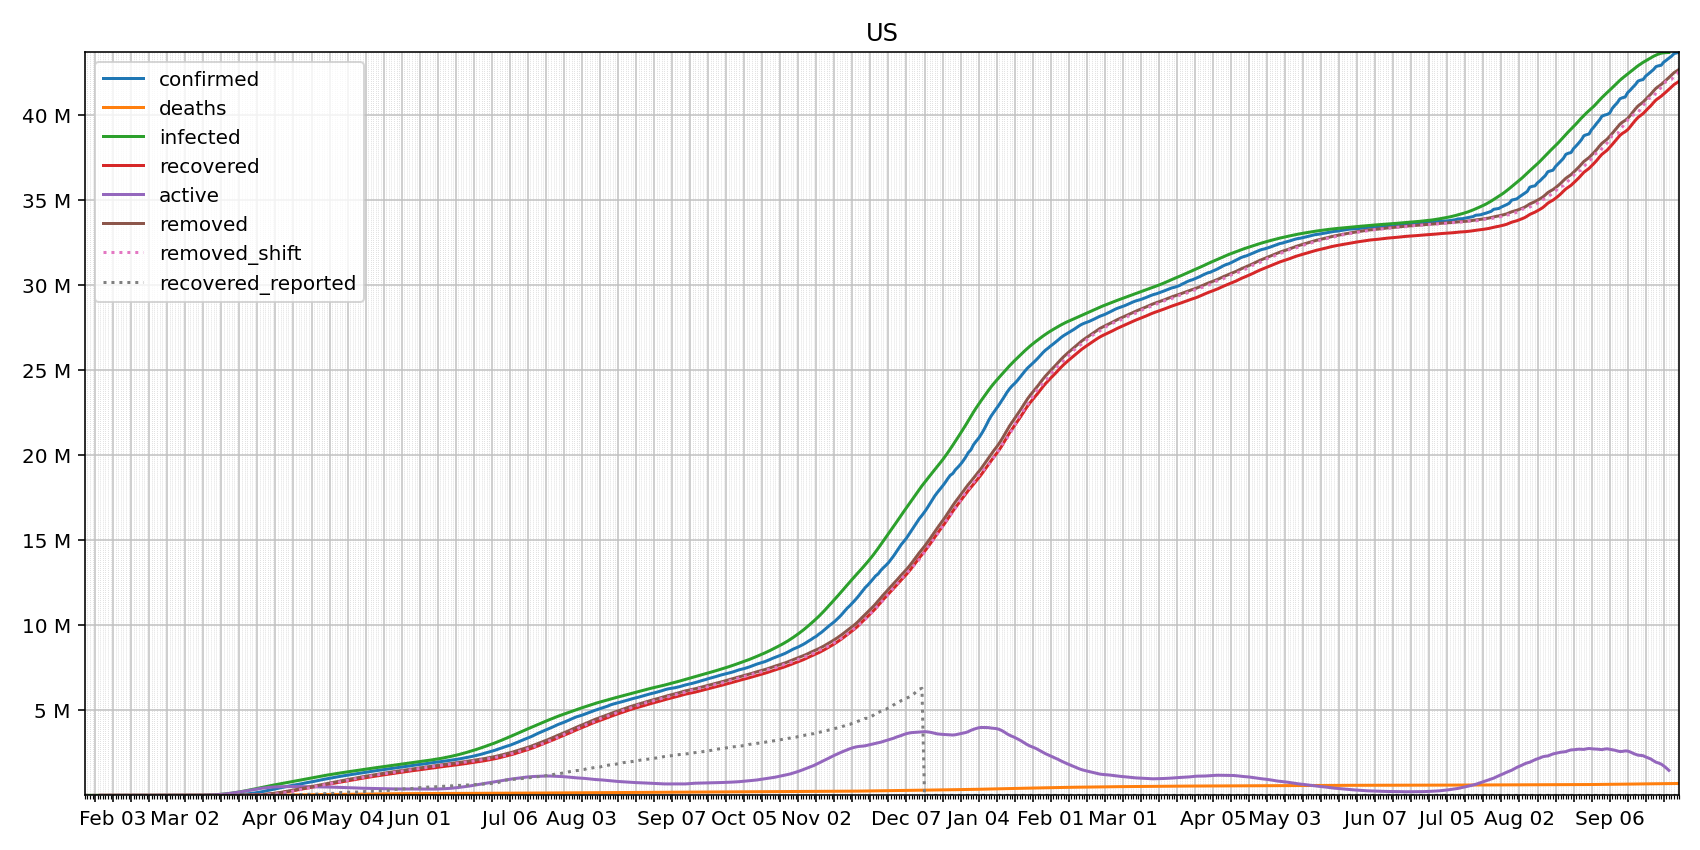 US
confirmed
deaths
infected
recovered
active
removed
removed_shift
recovered_reported
40 M
35 M
30 M
25 M
20 M
15 M
10 M
5 M
Feb 03 Mar 02 Apr 06 May 04 Jun 01 Jul 06 Aug 03 Sep 07 Oct 05 Nov 02 Dec 07 Jan 04 Feb 01 Mar 01 Apr 05 May 03 Jun 07 Jul 05 Aug 02 Sep 06